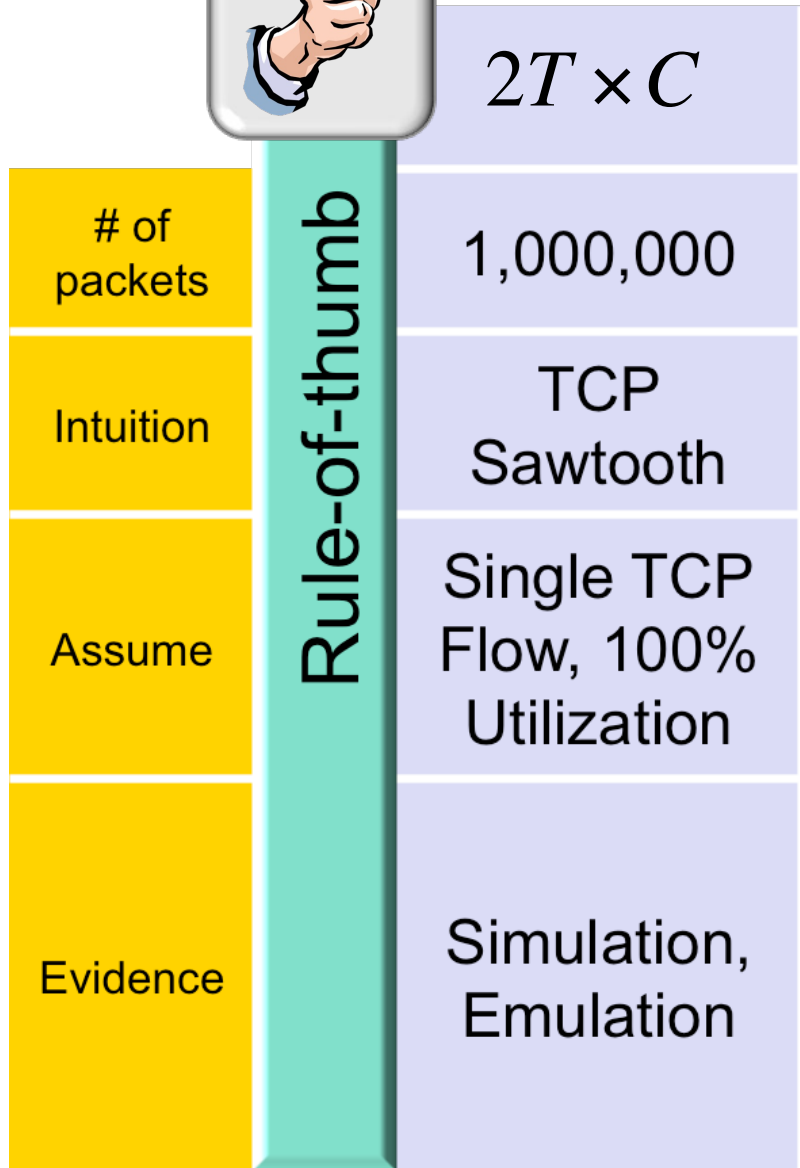 2T × C
# of
packets
Rule-of-thumb
1,000,000
Intuition
TCP
Sawtooth
Assume
Single TCP
Flow, 100%
Utilization
Evidence
Simulation,
Emulation